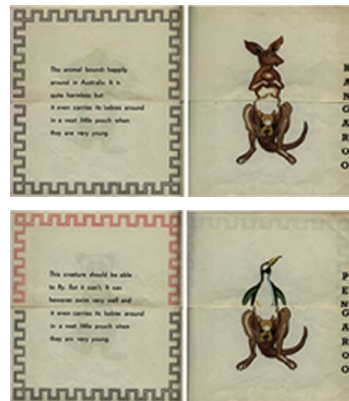 The animal bounds happily
around in Australia. It is
quite harmless but
it even carries its babies around
in a neat little pouch when
they are very young.
K
A
N
G
A
R
O
O
This creature should be able
to fly. But it can't. It can
however swim very well and
it even carries its babies around
in a neat little pouch when
they are very young.
P
E
N
G
A
R
O
O